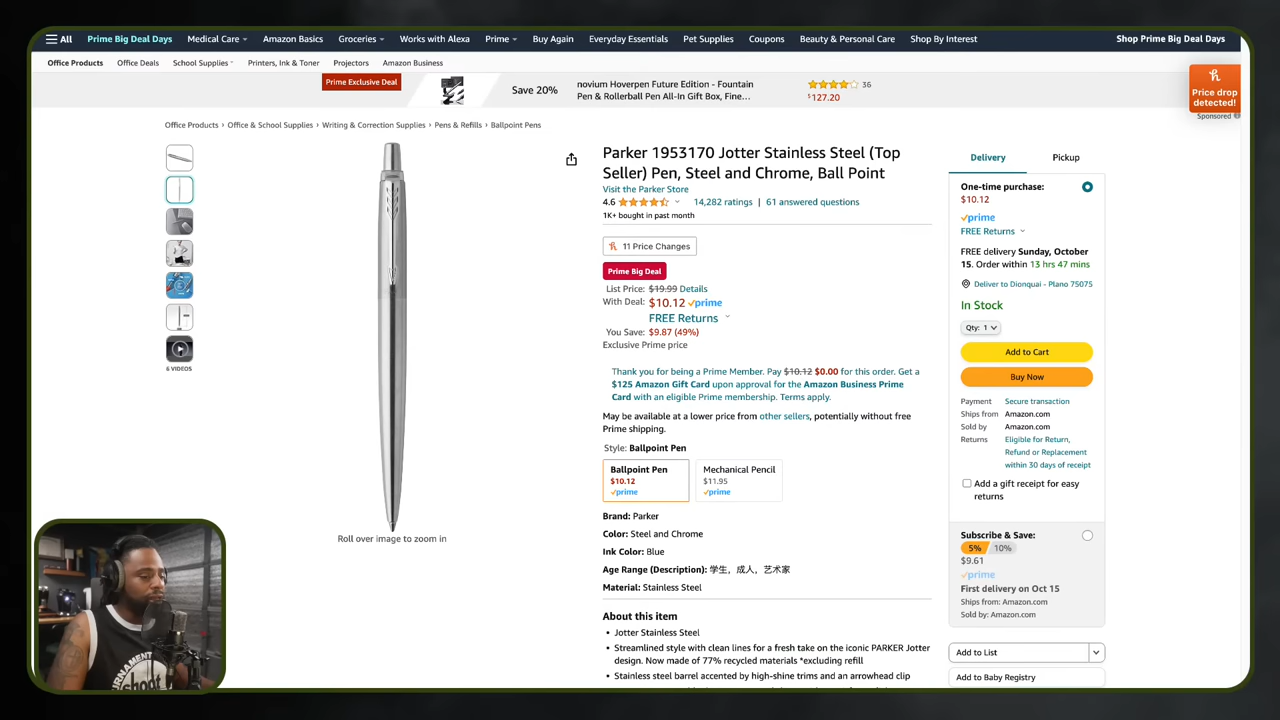 All
Prime Big Deal Days
Medical Care
Amazon Basics
Groceries
Works with Alexa
Prime
Buy Again
Everyday Essentials
Pet Supplies
Coupons
Beauty & Personal Care
Shop By Interest
Shop Prime Big Deal Days
Office Products
Office Deals
School Supplies
Printers, Ink & Toner
Projectors
Amazon Business
Prime Exclusive Deal
Save 20%
novium Hoverpen Future Edition - Fountain
Pen & Rollerball Pen All-In Gift Box, Fine...
36
$127.20
Price drop
detected!
Sponsored
Office Products › Office & School Supplies › Writing & Correction Supplies › Pens & Refills › Ballpoint Pens
6 VIDEOS
Roll over image to zoom in
Parker 1953170 Jotter Stainless Steel (Top
Seller) Pen, Steel and Chrome, Ball Point
Visit the Parker Store
4.6 14,282 ratings | 61 answered questions
1K+ bought in past month
11 Price Changes
Prime Big Deal
List Price: $19.99 Details
With Deal: $10.12 prime
FREE Returns
You Save: $9.87 (49%)
Exclusive Prime price
Thank you for being a Prime Member. Pay $10.12 $0.00 for this order. Get a
$125 Amazon Gift Card upon approval for the Amazon Business Prime
Card with an eligible Prime membership. Terms apply.
May be available at a lower price from other sellers, potentially without free
Prime shipping.
Style: Ballpoint Pen
Ballpoint Pen
$10.12
prime
Mechanical Pencil
$11.95
prime
Brand: Parker
Color: Steel and Chrome
Ink Color: Blue
Age Range (Description): 学生，成人，艺术家
Material: Stainless Steel
About this item
• Jotter Stainless Steel
• Streamlined style with clean lines for a fresh take on the iconic PARKER Jotter
design. Now made of 77% recycled materials *excluding refill
• Stainless steel barrel accented by high-shine trims and an arrowhead clip
Delivery
Pickup
One-time purchase:
$10.12
prime
FREE Returns
FREE delivery Sunday, October
15. Order within 13 hrs 47 mins
Deliver to Dionquai - Plano 75075
In Stock
Qty: 1
Add to Cart
Buy Now
Payment Secure transaction
Ships from Amazon.com
Sold by Amazon.com
Returns Eligible for Return,
Refund or Replacement
within 30 days of receipt
Add a gift receipt for easy
returns
Subscribe & Save:
5% 10%
$9.61
prime
First delivery on Oct 15
Ships from: Amazon.com
Sold by: Amazon.com
Add to List
Add to Baby Registry